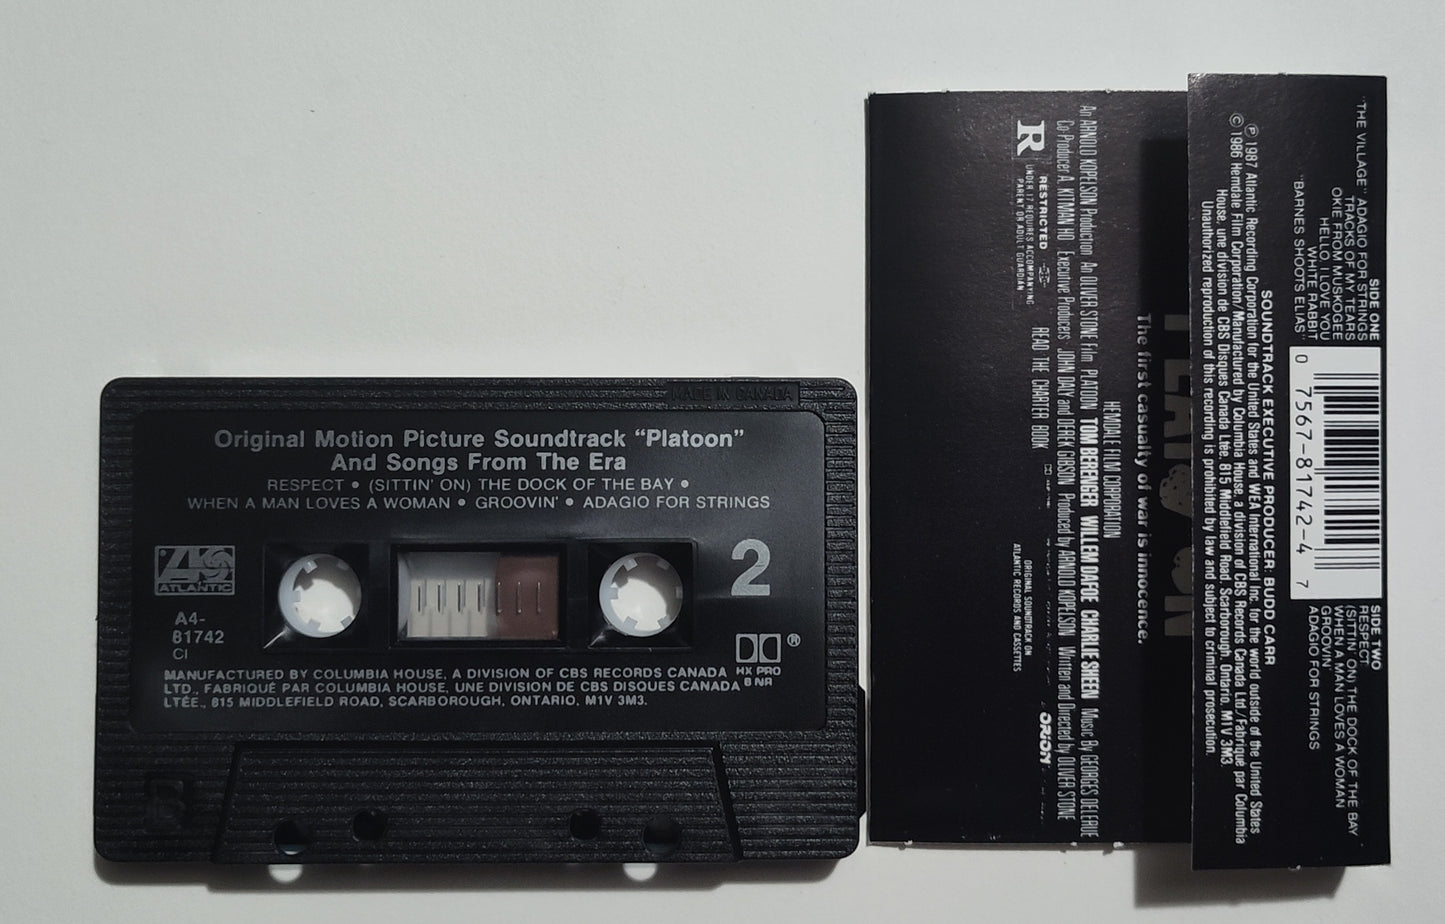 MADE IN CANADA
Original Motion Picture Soundtrack “Platoon”
And Songs From The Era
RESPECT • (SITTIN' ON) THE DOCK OF THE BAY •
WHEN A MAN LOVES A WOMAN • GROOVIN' • ADAGIO FOR STRINGS
ATLANTIC
2
A4-
81742
CI
HX PRO
B NR
®
MANUFACTURED BY COLUMBIA HOUSE, A DIVISION OF CBS RECORDS CANADA
LTD., FABRIQUÉ PAR COLUMBIA HOUSE, UNE DIVISION DE CBS DISQUES CANADA
LTÉE., 815 MIDDLEFIELD ROAD, SCARBOROUGH, ONTARIO, M1V 3M3.
B
SIDE ONE
"THE VILLAGE" ADAGIO FOR STRINGS
TRACKS OF MY TEARS
OKIE FROM MUSKOGEE
HELLO, I LOVE YOU
WHITE RABBIT
"BARNES SHOOTS ELIAS"
0 7567-81742-4 7
SIDE TWO
RESPECT
(SITTIN' ON) THE DOCK OF THE BAY
WHEN A MAN LOVES A WOMAN
GROOVIN'
ADAGIO FOR STRINGS
SOUNDTRACK EXECUTIVE PRODUCER: BUDD CARR
℗ 1987 Atlantic Recording Corporation for the United States and WEA International Inc. for the world outside of the United States
© 1986 Hemdale Film Corporation/Manufactured by Columbia House, a division of CBS Records Canada Ltd./Fabriqué par Columbia
House, une division de CBS Disques Canada Ltée. 815 Middlefield Road, Scarborough, Ontario, M1V 3M3.
Unauthorized reproduction of this recording is prohibited by law and subject to criminal prosecution.
The first casualty of war is innocence.
HEMDALE FILM CORPORATION
An ARNOLD KOPELSON Production An OLIVER STONE Film PLATOON TOM BERENGER WILLEM DAFOE CHARLIE SHEEN Music By GEORGES DELERUE
Co-Producer A. KITMAN HO Executive Producers JOHN DALY and DEREK GIBSON Produced by ARNOLD KOPELSON Written and Directed by OLIVER STONE
R
RESTRICTED
UNDER 17 REQUIRES ACCOMPANYING
PARENT OR ADULT GUARDIAN
READ THE CHARTER BOOK
ORIGINAL SOUNDTRACK ON
ATLANTIC RECORDS AND CASSETTES
ORION